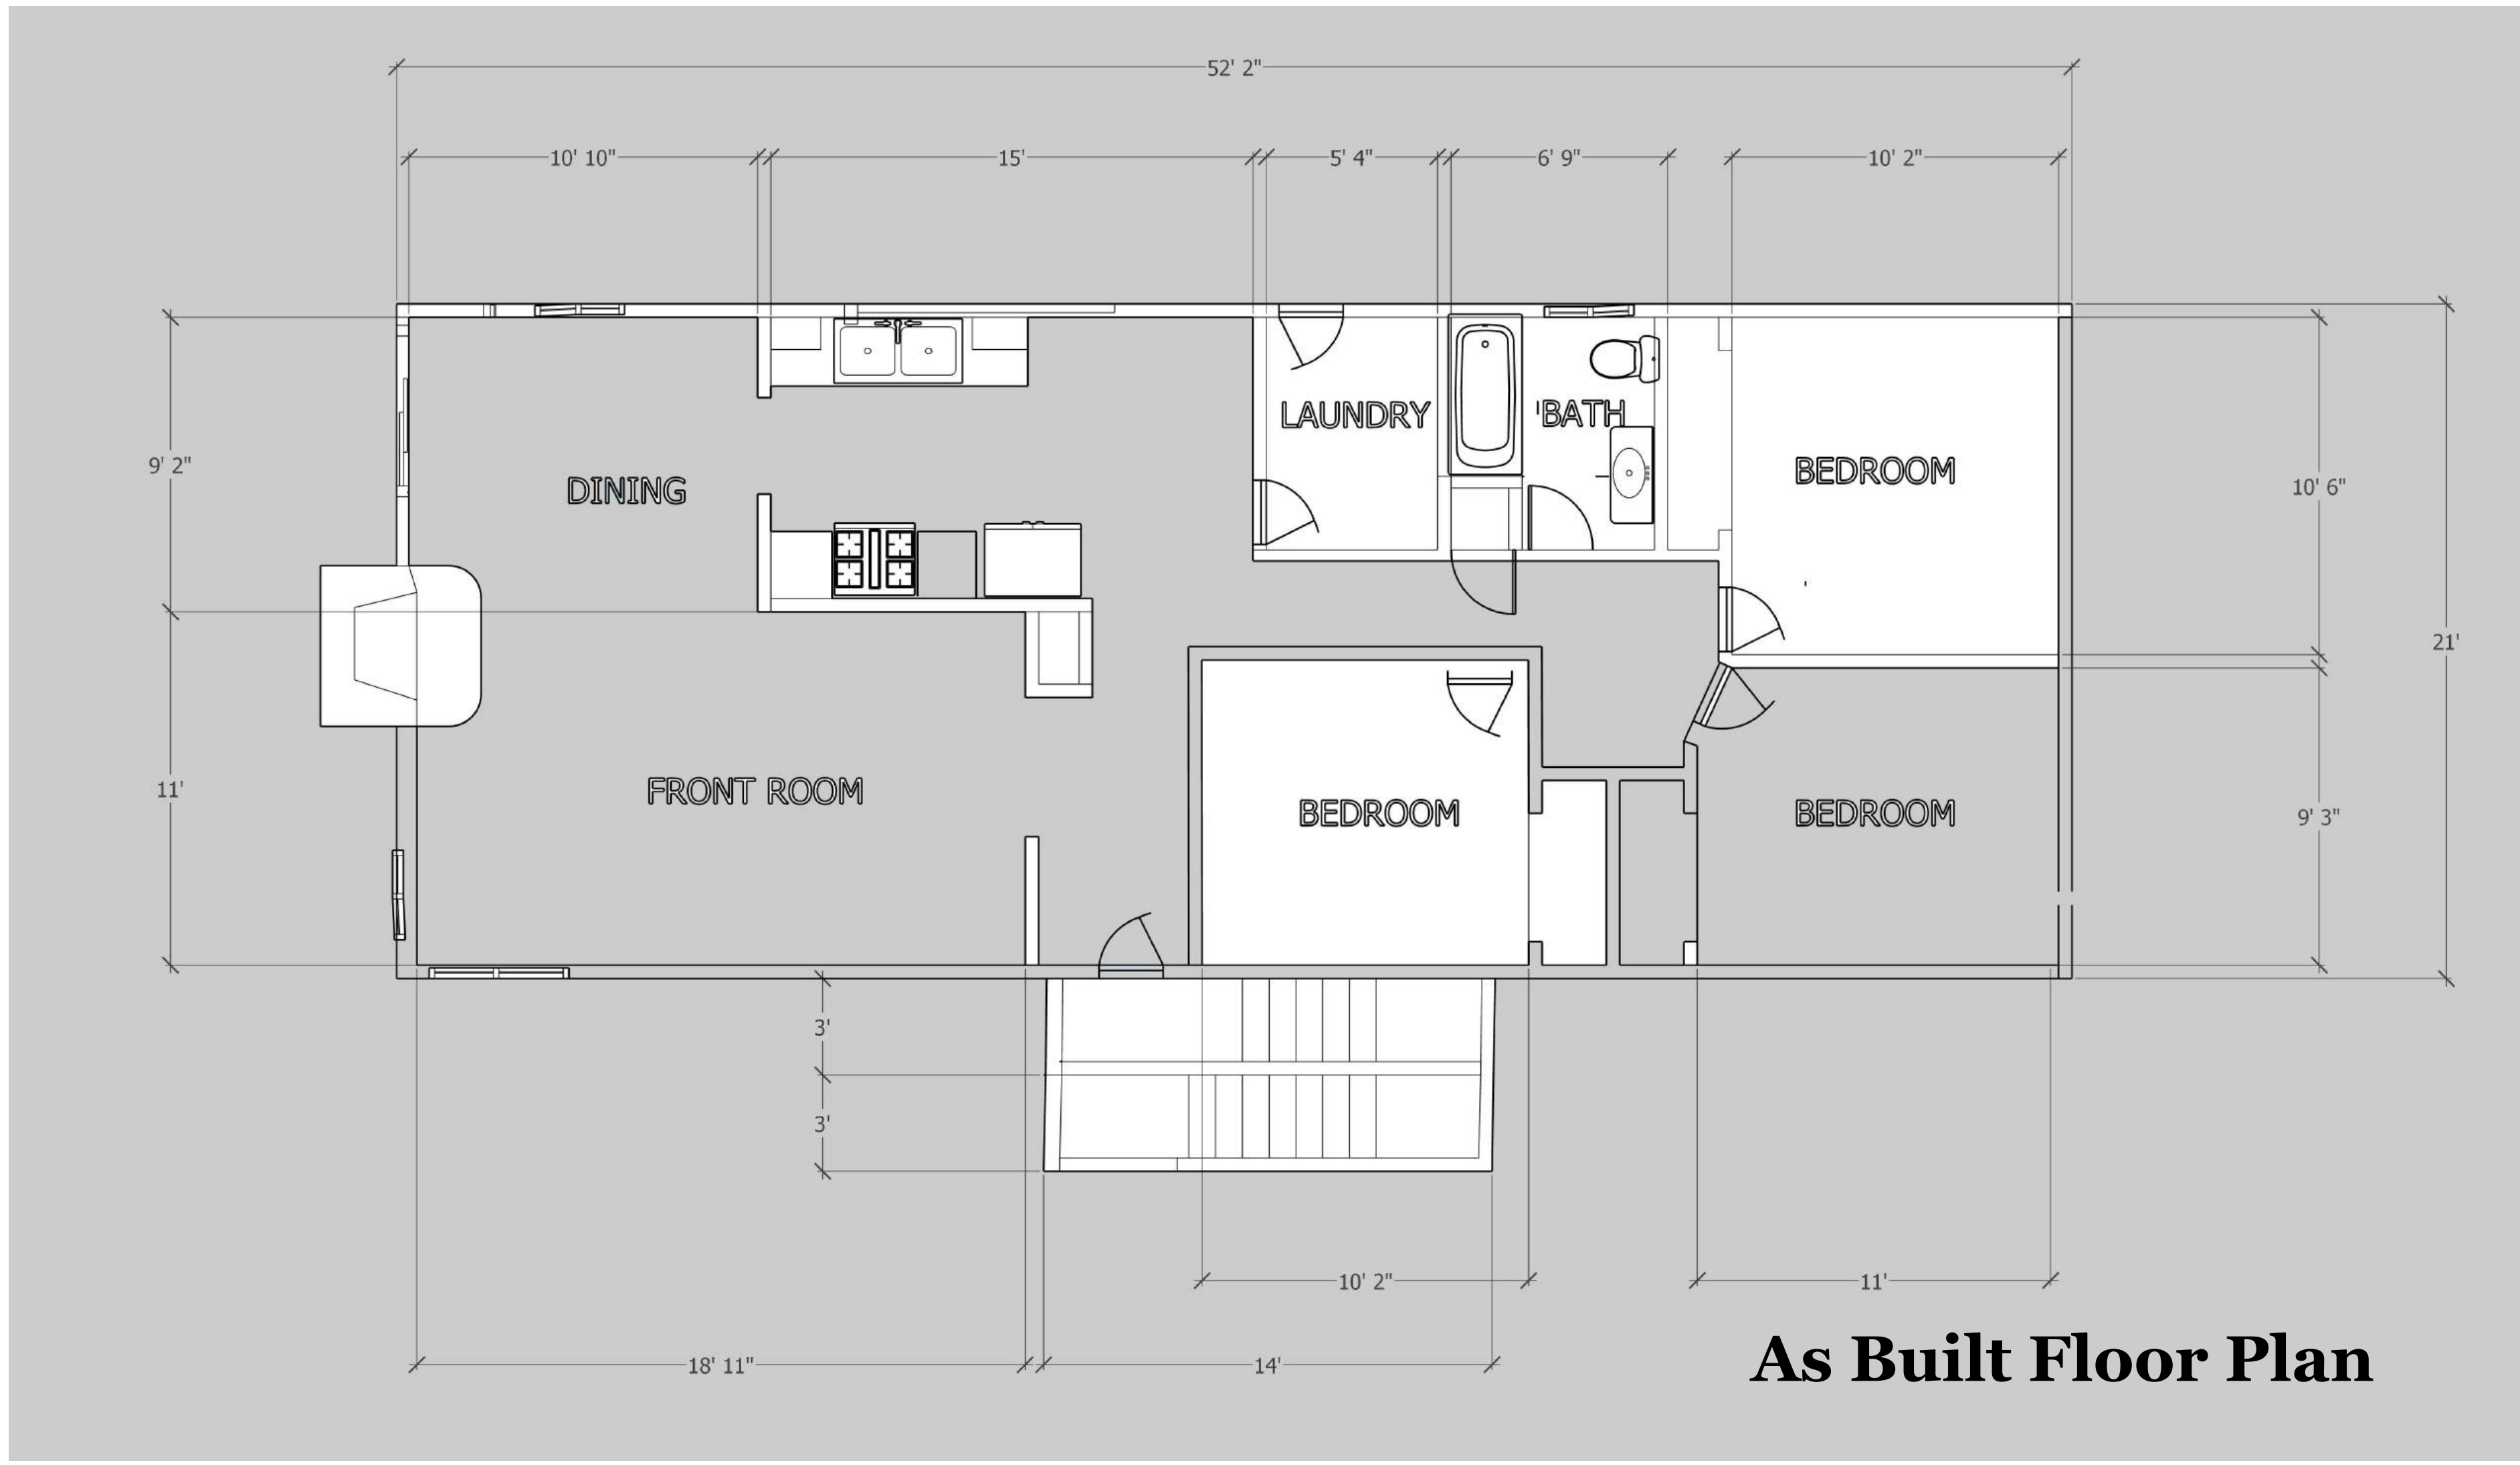 52' 2"
10' 10"
15'
5' 4"
6' 9"
10' 2"
LAUNDRY
'BATH
9' 2"
DINING
BEDROOM
10' 6"
21'
11'
FRONT ROOM
BEDROOM
BEDROOM
9' 3"
3'
3'
10' 2"
11'
18' 11"
14'
As Built Floor Plan